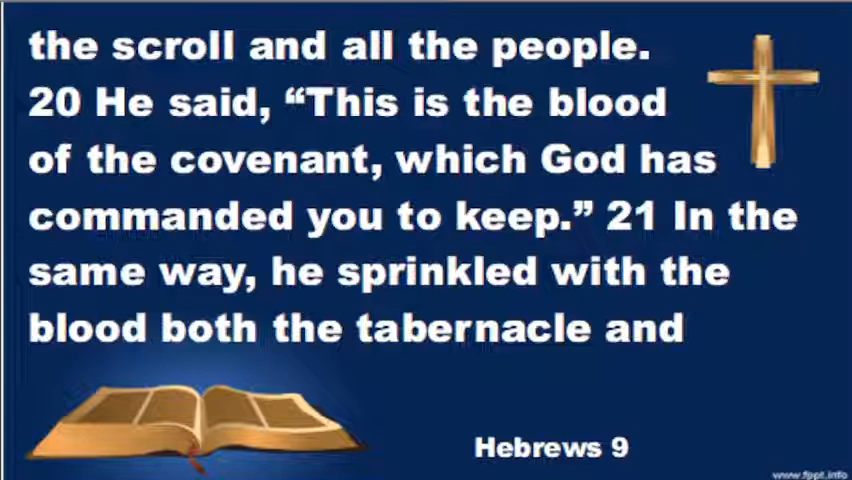 the scroll and all the people.
20 He said, “This is the blood
of the covenant, which God has
commanded you to keep.” 21 In the
same way, he sprinkled with the
blood both the tabernacle and
Hebrews 9
www.fppt.info